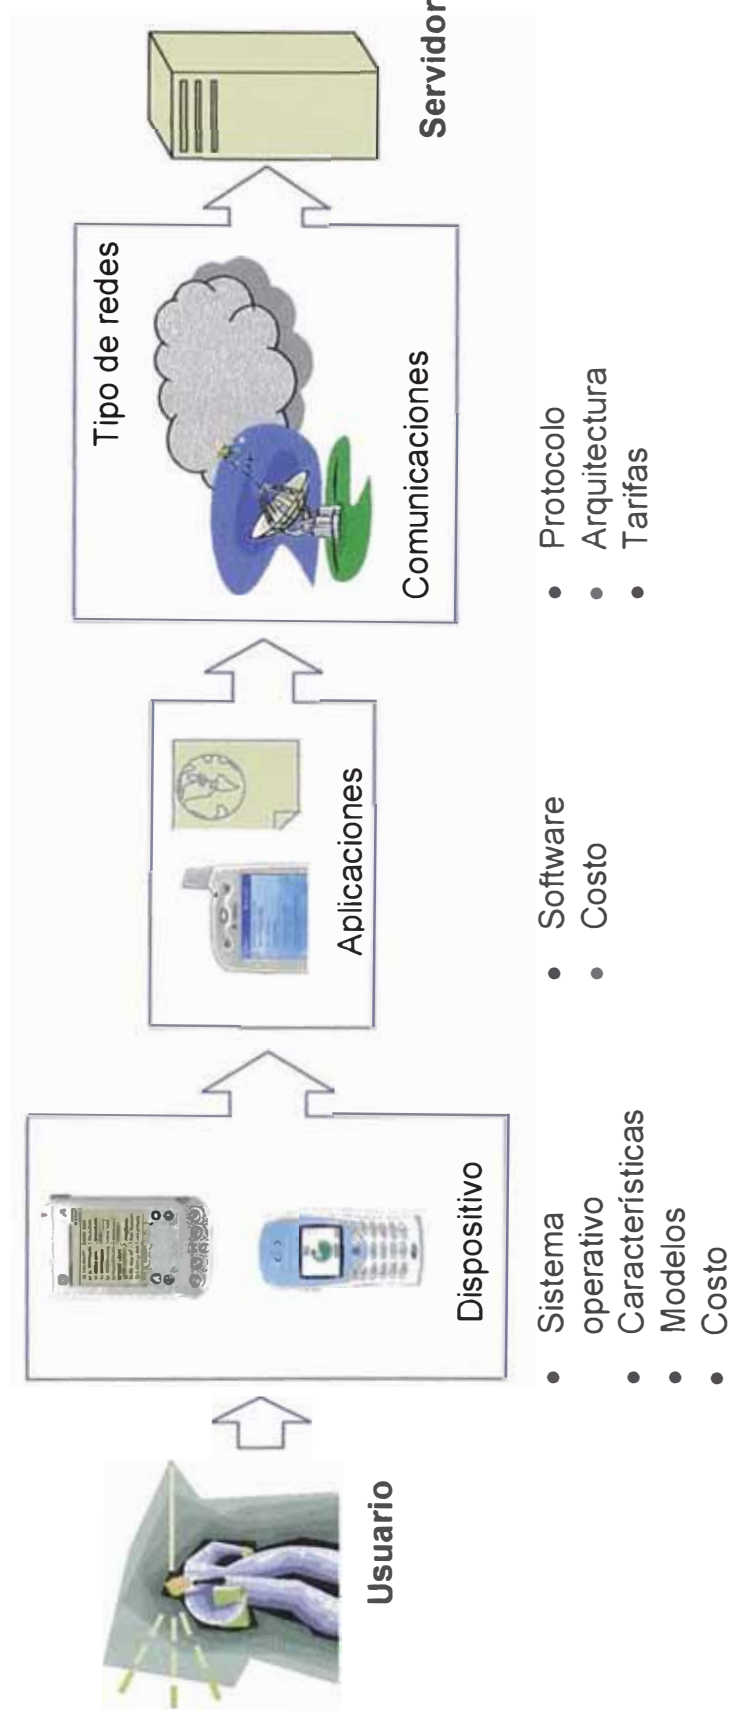 Usuario
Dispositivo
• Sistema
operativo
• Características
• Modelos
• Costo
Aplicaciones
• Software
• Costo
Tipo de redes
Comunicaciones
• Protocolo
• Arquitectura
• Tarifas
Servidor